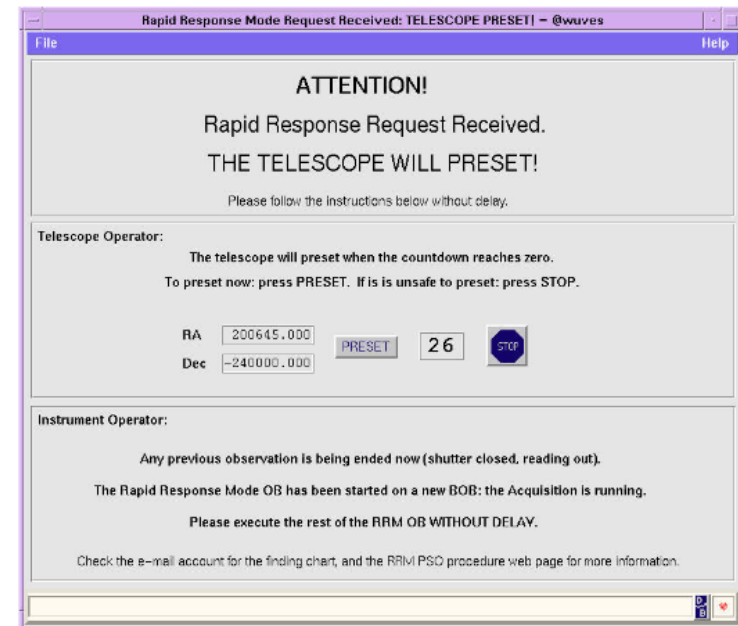 Rapid Response Mode Request Received: TELESCOPE PRESET! - @wuves
File Help
ATTENTION!
Rapid Response Request Received.
THE TELESCOPE WILL PRESET!
Please follow the instructions below without delay.
Telescope Operator:
The telescope will preset when the countdown reaches zero.
To preset now: press PRESET. If is is unsafe to preset: press STOP.
RA 200645.000
PRESET 26 STOP
Dec -240000.000
Instrument Operator:
Any previous observation is being ended now (shutter closed, reading out).
The Rapid Response Mode OB has been started on a new BOB: the Acquisition is running.
Please execute the rest of the RRM OB WITHOUT DELAY.
Check the e-mail account for the finding chart, and the RRM PSO procedure web page for more information.